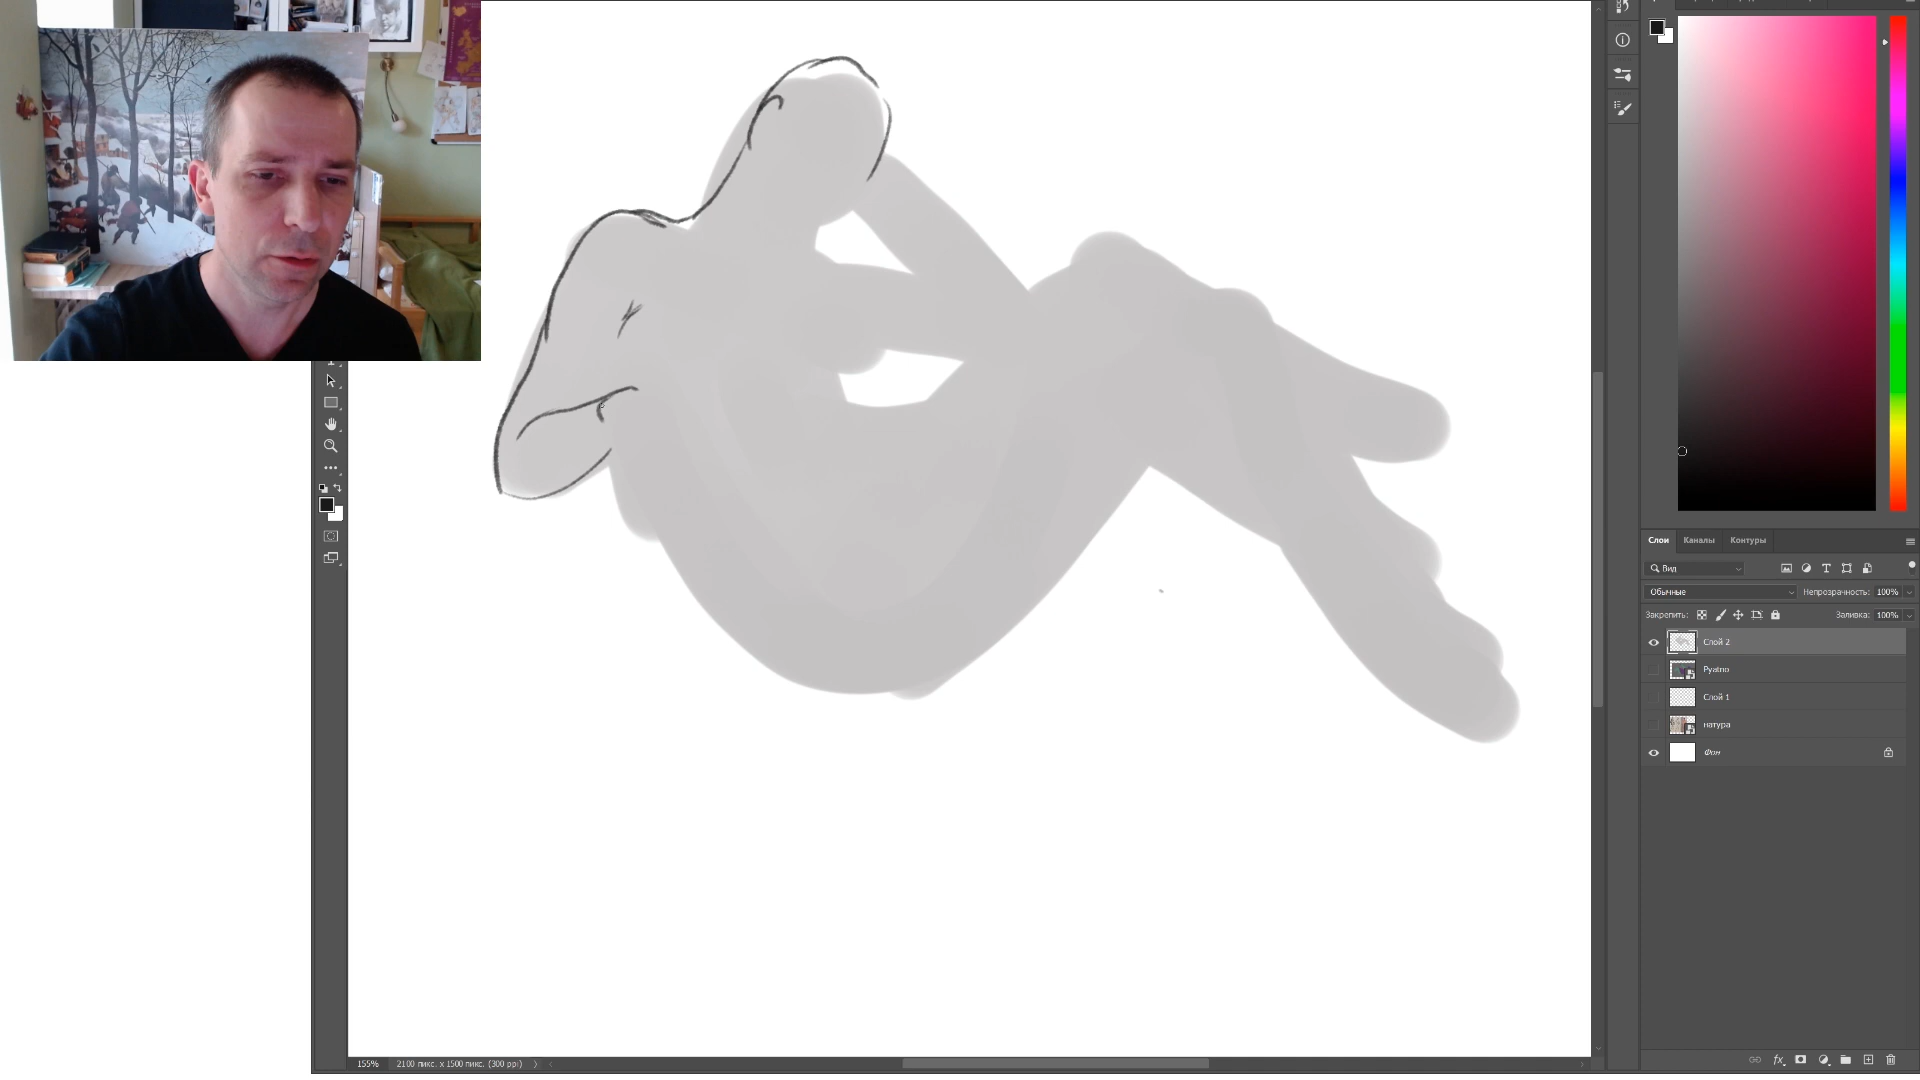 Слои Каналы Контуры
Вид
Обычные Непрозрачность: 100%
Закрепить: Заливка: 100%
Слой 2
Pyatno
Слой 1
натура
Фон
155% 2100 пикс. x 1500 пикс. (300 ppi)